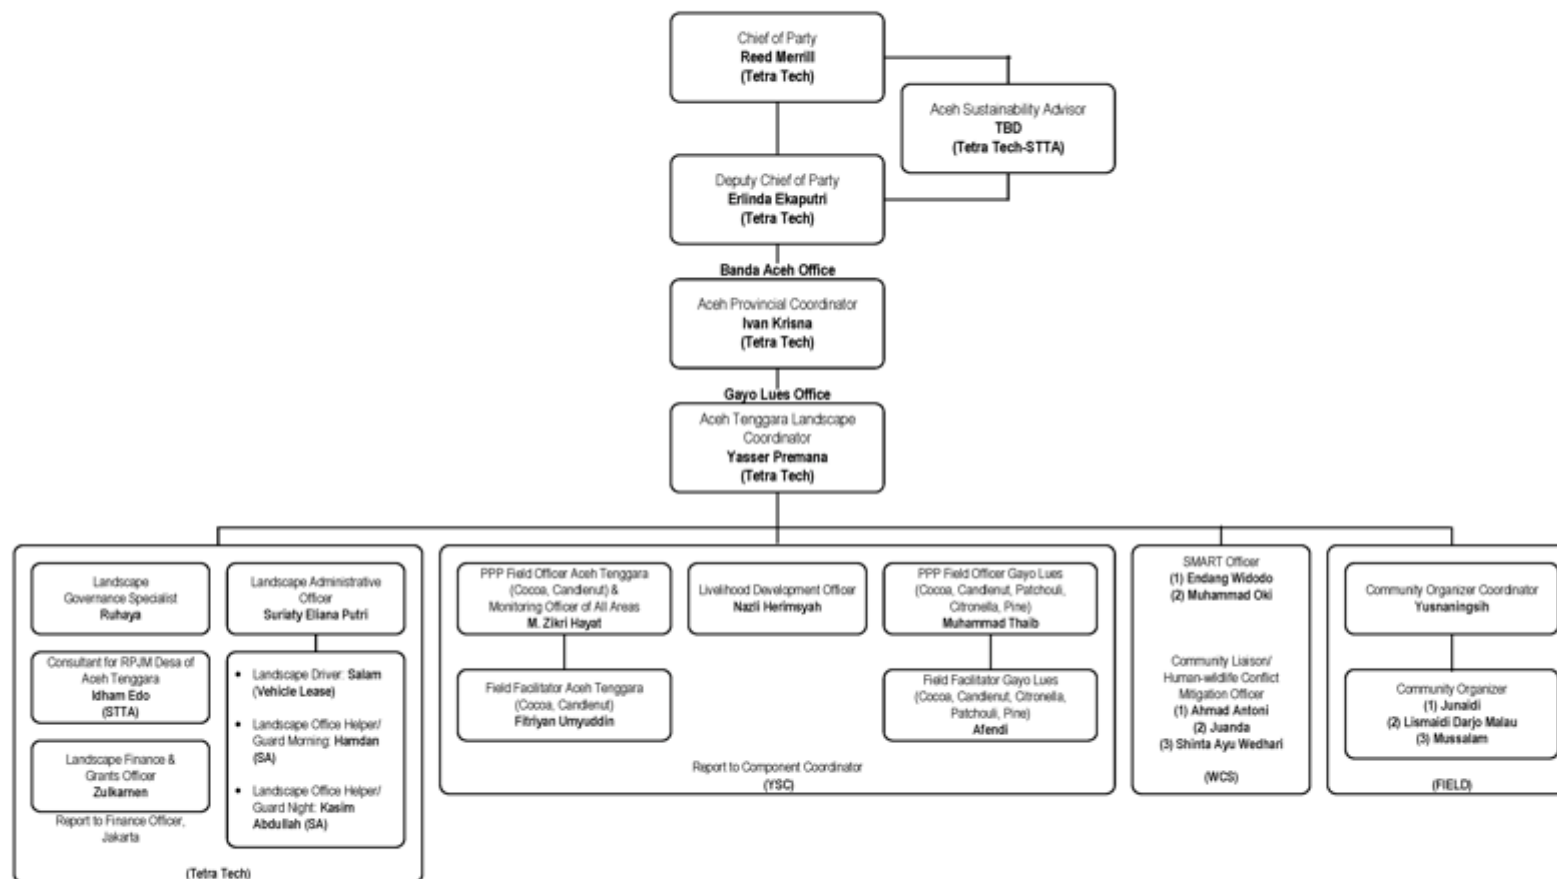 Chief of Party
Reed Merrill
(Tetra Tech)
Aceh Sustainability Advisor
TBD
(Tetra Tech-STTA)
Deputy Chief of Party
Erlinda Ekaputri
(Tetra Tech)
Banda Aceh Office
Aceh Provincial Coordinator
Ivan Krisna
(Tetra Tech)
Gayo Lues Office
Aceh Tenggara Landscape
Coordinator
Yasser Premana
(Tetra Tech)
Landscape
Governance Specialist
Ruhaya
Consultant for RPJM Desa of
Aceh Tenggara
Idham Edo
(STTA)
Landscape Finance &
Grants Officer
Zulkarnen
Report to Finance Officer,
Jakarta
Landscape Administrative
Officer
Suriaty Eliana Putri
• Landscape Driver: Salam
(Vehicle Lease)
• Landscape Office Helper/
Guard Morning: Hamdan
(SA)
• Landscape Office Helper/
Guard Night: Kasim
Abdullah (SA)
(Tetra Tech)
PPP Field Officer Aceh Tenggara
(Cocoa, Candlenut) &
Monitoring Officer of All Areas
M. Zikri Hayat
Field Facilitator Aceh Tenggara
(Cocoa, Candlenut)
Fitriyan Umyuddin
Livelihood Development Officer
Nazli Herimsyah
PPP Field Officer Gayo Lues
(Cocoa, Candlenut, Patchouli,
Citronella, Pine)
Muhammad Thaib
Field Facilitator Gayo Lues
(Cocoa, Candlenut, Citronella,
Patchouli, Pine)
Afendi
Report to Component Coordinator
(YSC)
SMART Officer
(1) Endang Widodo
(2) Muhammad Oki
Community Liaison/
Human-wildlife Conflict
Mitigation Officer
(1) Ahmad Antoni
(2) Juanda
(3) Shinta Ayu Wedhari
(WCS)
Community Organizer Coordinator
Yusnaningsih
Community Organizer
(1) Junaidi
(2) Lismaidi Darjo Malau
(3) Mussalam
(FIELD)